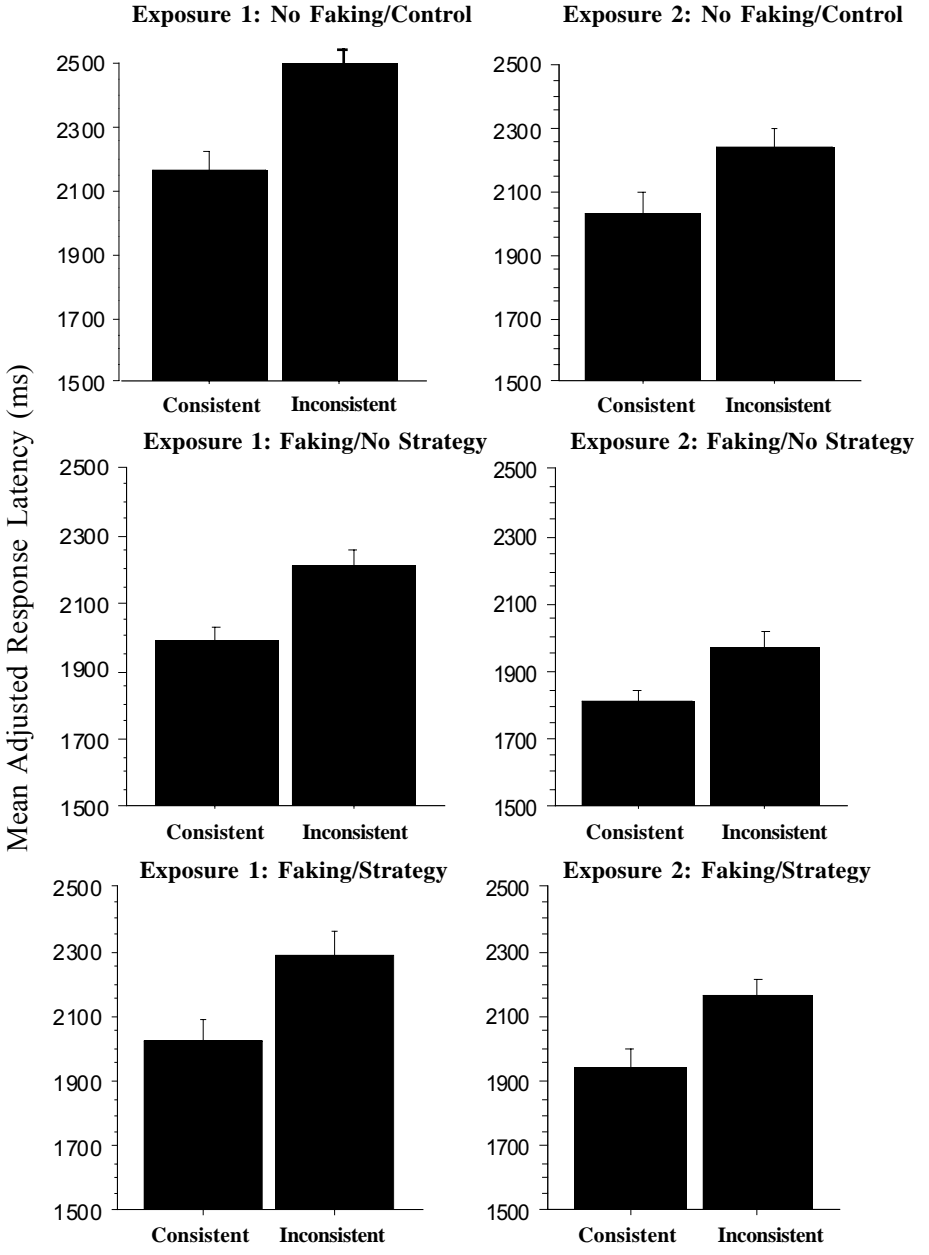 Exposure 1: No Faking/Control
Exposure 2: No Faking/Control
2500
2300
2100
1900
1700
1500
Consistent Inconsistent
2500
2300
2100
1900
1700
1500
Consistent Inconsistent
Mean Adjusted Response Latency (ms)
Exposure 1: Faking/No Strategy
Exposure 2: Faking/No Strategy
2500
2300
2100
1900
1700
1500
Consistent Inconsistent
2500
2300
2100
1900
1700
1500
Consistent Inconsistent
Exposure 1: Faking/Strategy
Exposure 2: Faking/Strategy
2500
2300
2100
1900
1700
1500
Consistent Inconsistent
2500
2300
2100
1900
1700
1500
Consistent Inconsistent